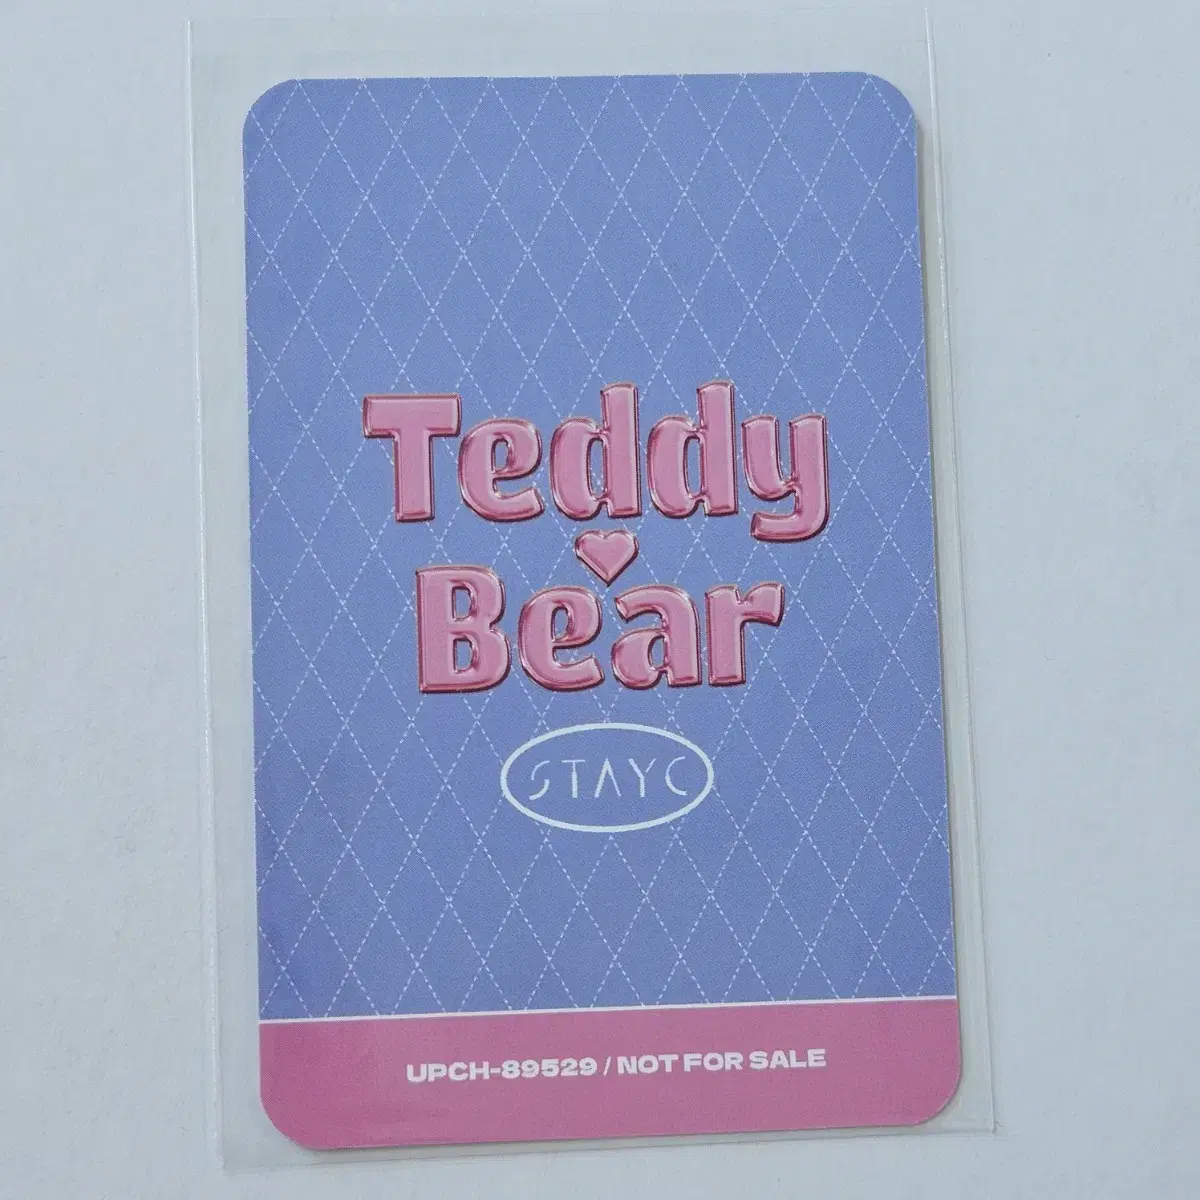 Teddy
Bear
STAYC
UPCH-89529 / NOT FOR SALE